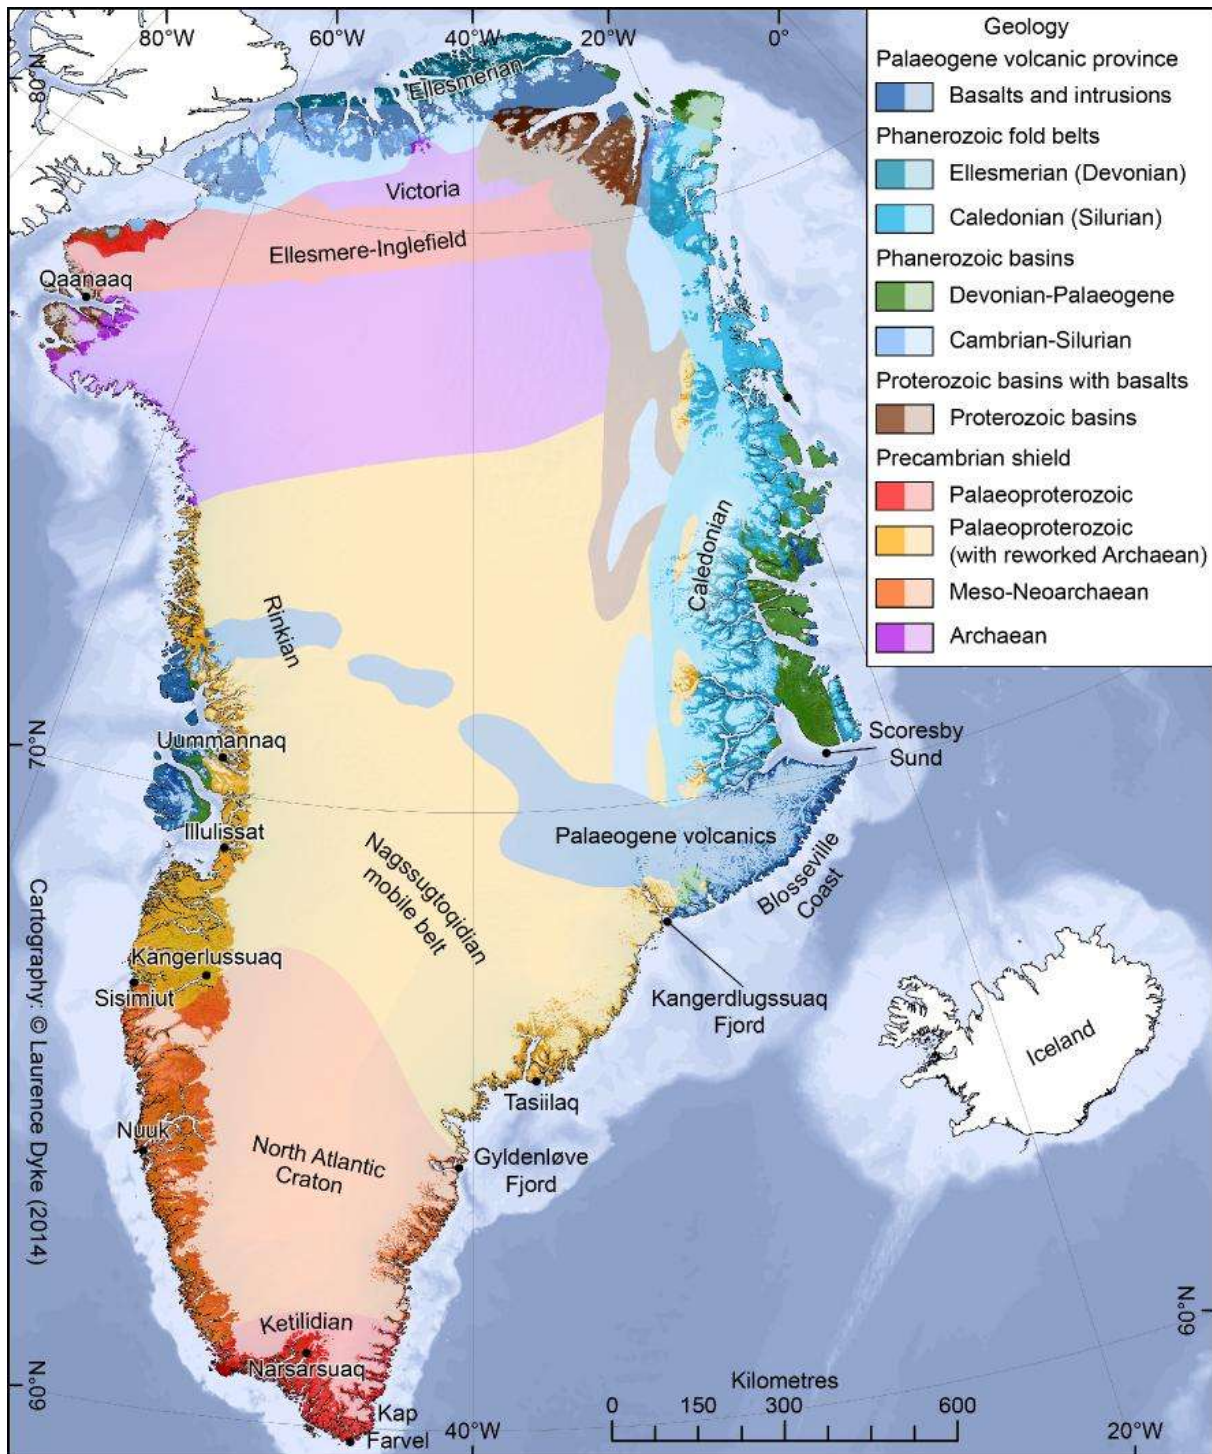 80°W
60°W
40°W
20°W
0°
80°N
Geology
Palaeogene volcanic province
Basalts and intrusions
Phanerozoic fold belts
Ellesmerian (Devonian)
Caledonian (Silurian)
Phanerozoic basins
Devonian-Palaeogene
Cambrian-Silurian
Proterozoic basins with basalts
Proterozoic basins
Precambrian shield
Palaeoproterozoic
Palaeoproterozoic
(with reworked Archaean)
Meso-Neoarchaean
Archaean
Ellesmerian
Victoria
Ellesmere-Inglefield
Qaanaaq
Caledonian
Rinkian
70°N
Uummannaq
Scoresby
Sund
Illulissat
Palaeogene volcanics
Nagssugtoqidian
mobile belt
Blosseville
Coast
Kangerlussuaq
Sisimiut
Kangerdlugssuaq
Fjord
Iceland
Tasiilaq
Nuuk
North Atlantic
Craton
Gyldenløve
Fjord
Cartography: © Laurence Dyke (2014)
Ketilidian
Narsarsuaq
60°N
60°N
Kap
Farvel
40°W
Kilometres
0 150 300 600
20°W